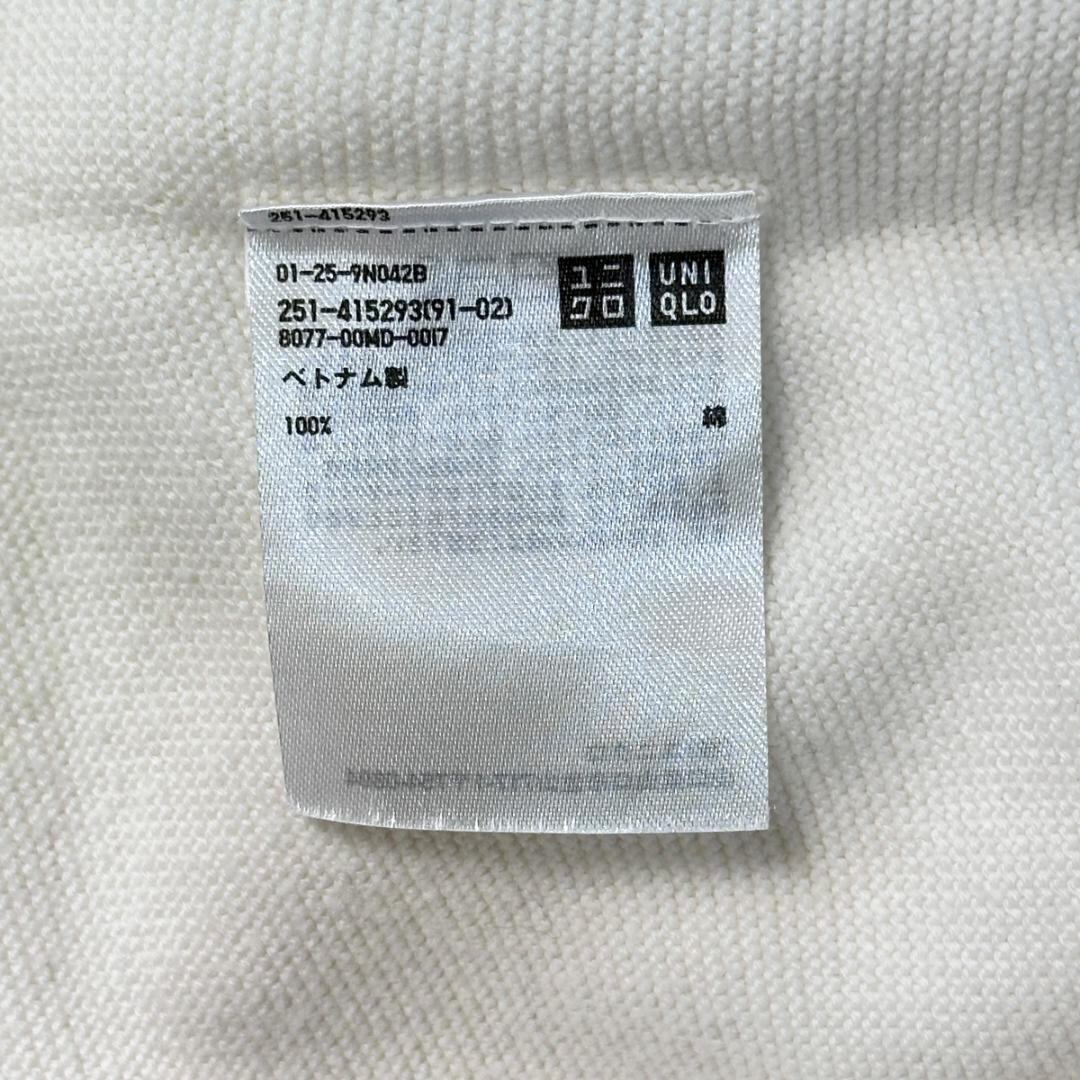 251-415293
01-25-9N042B
251-415293(91-02)
8077-00MD-0017
ベトナム製
100% 綿
ユニ
クロ
UNI
QLO